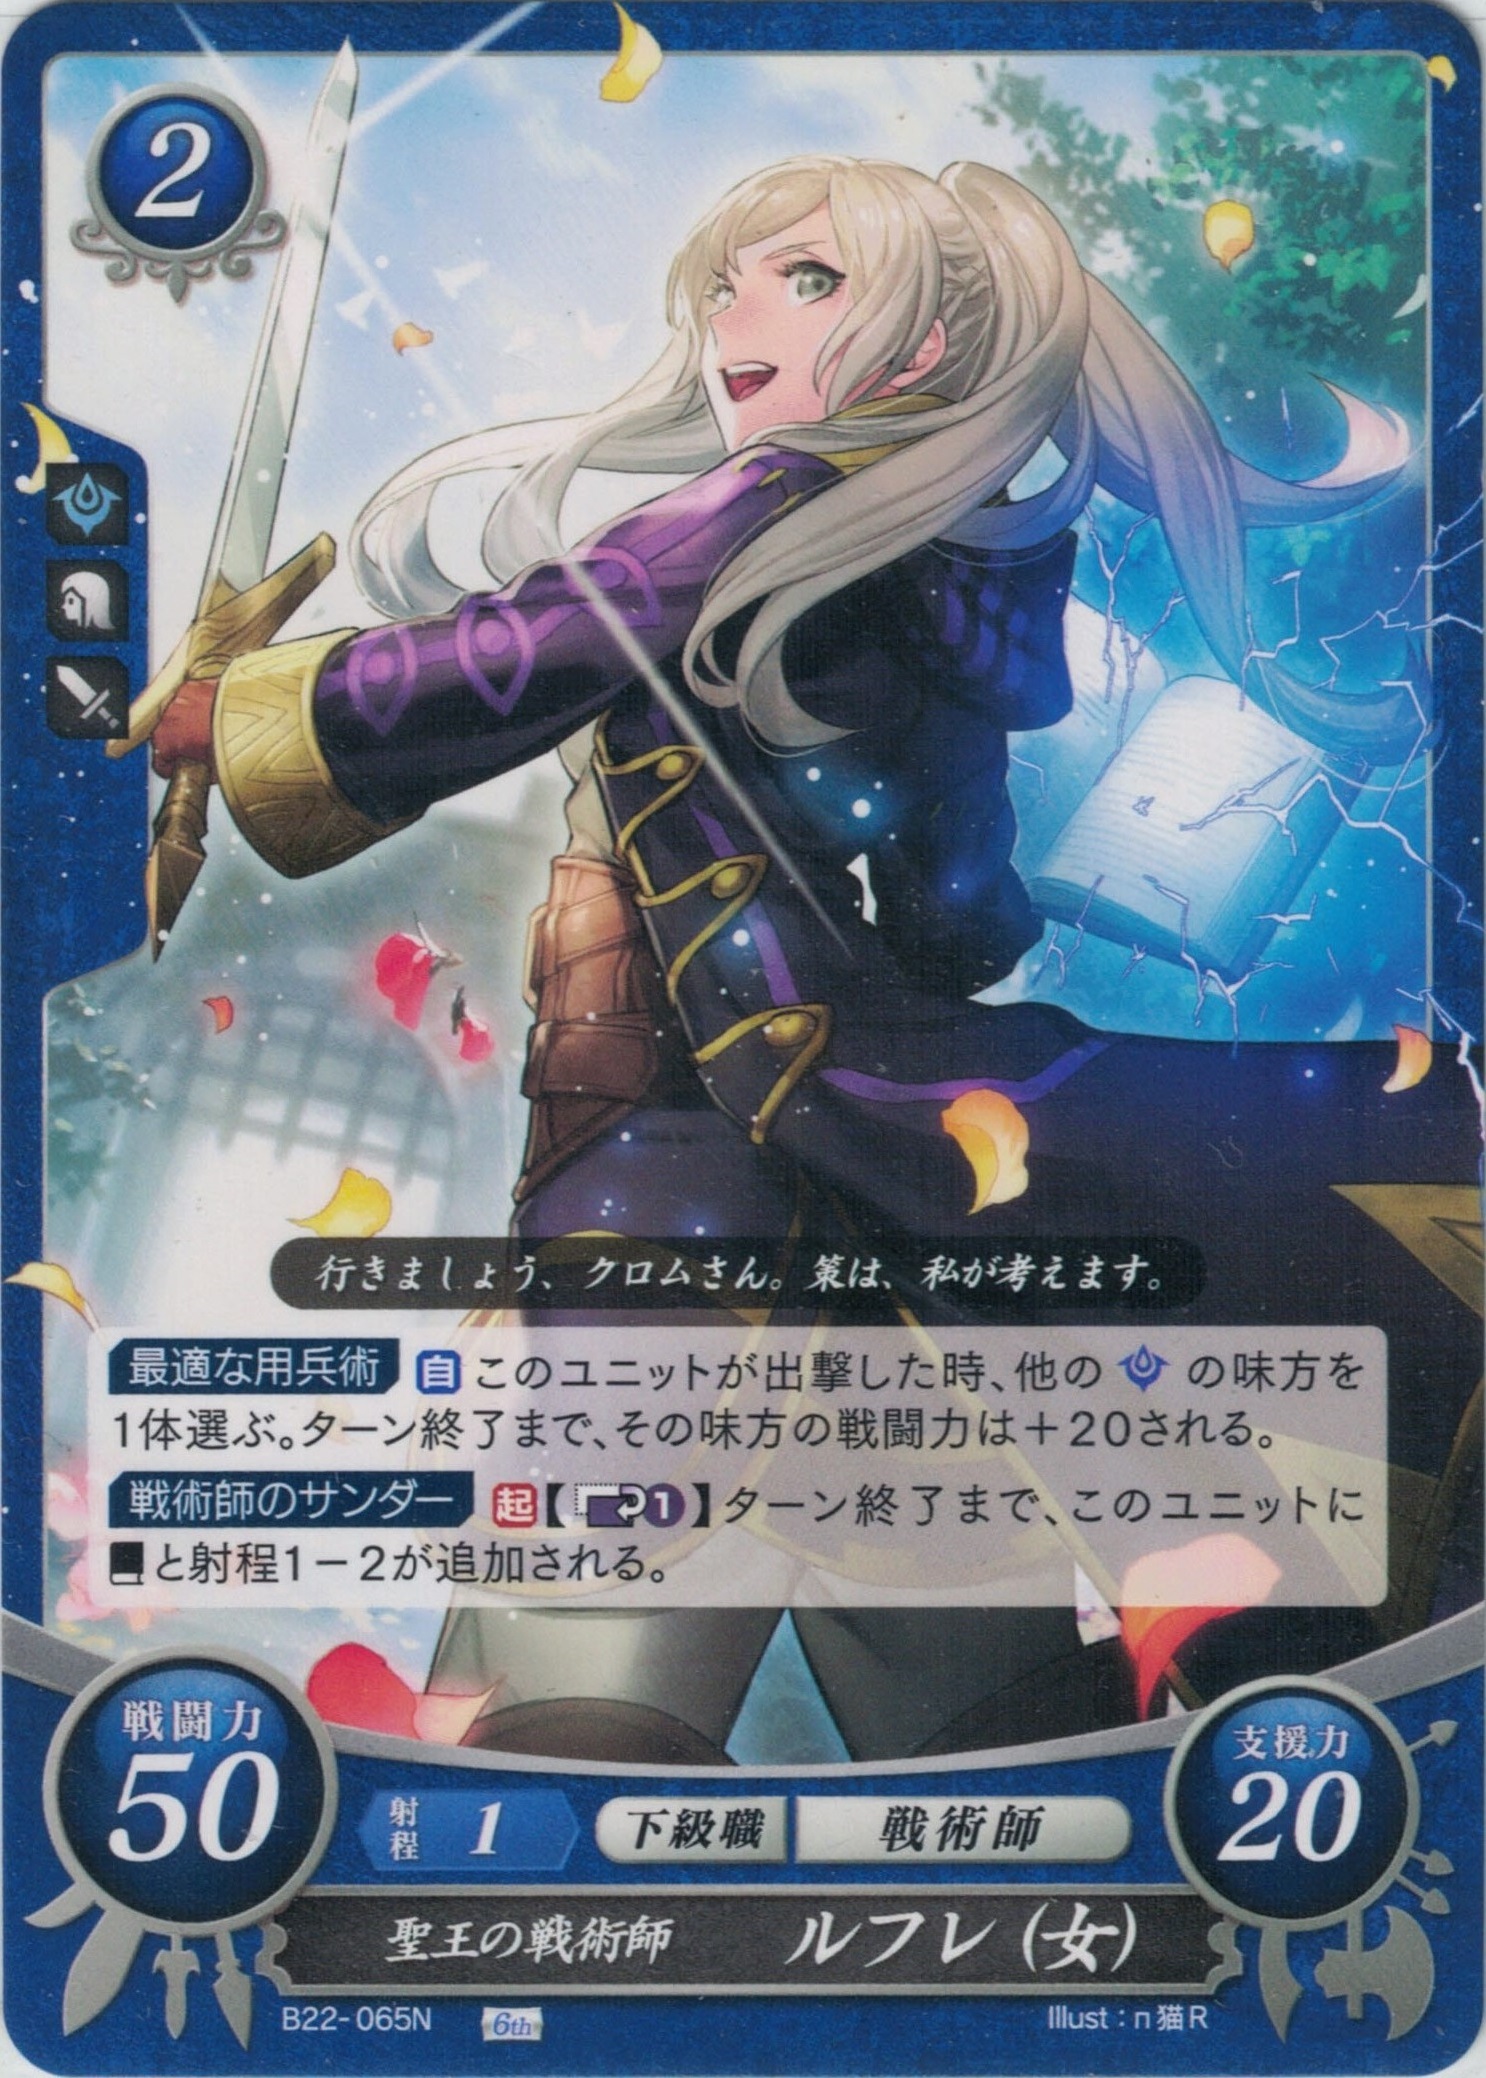 2
行きましょう、クロムさん。策は、私が考えます。
最適な用兵術 自 このユニットが出撃した時、他の の味方を
1体選ぶ。ターン終了まで、その味方の戦闘力は＋20される。
戦術師のサンダー 起【 1 】ターン終了まで、このユニットに
と射程1－2が追加される。
戦闘力
50
射程 1
下級職 戦術師
支援力
20
聖王の戦術師 ルフレ（女）
B22-065N 6th Illust：n猫R